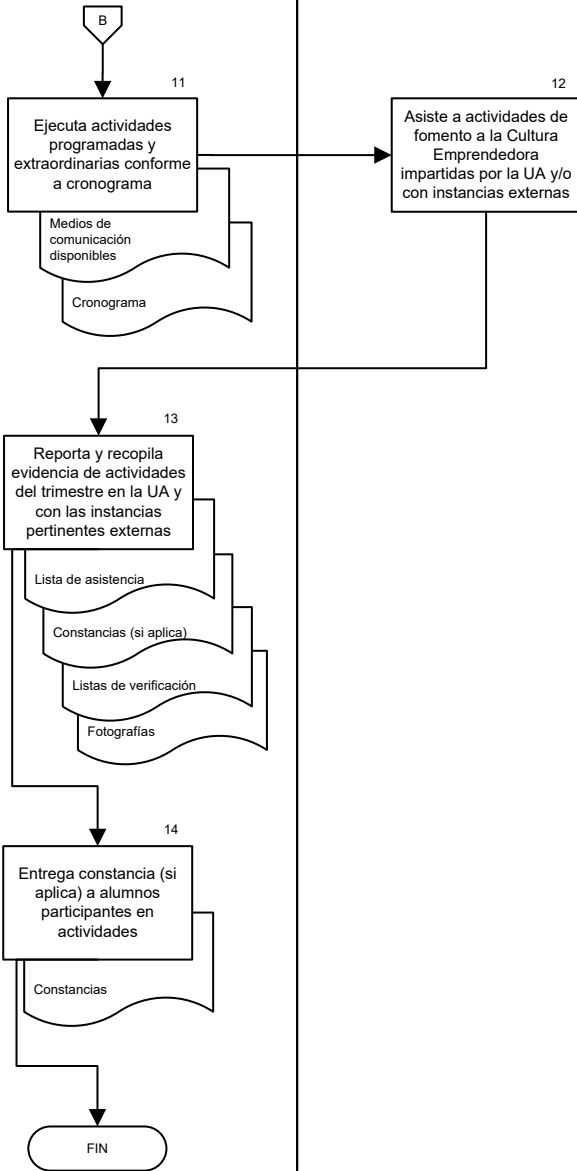 B
11
Ejecuta actividades
programadas y
extraordinarias conforme
a cronograma
Medios de
comunicación
disponibles
Cronograma
12
Asiste a actividades de
fomento a la Cultura
Emprendedora
impartidas por la UA y/o
con instancias externas
13
Reporta y recopila
evidencia de actividades
del trimestre en la UA y
con las instancias
pertinentes externas
Lista de asistencia
Constancias (si aplica)
Listas de verificación
Fotografías
14
Entrega constancia (si
aplica) a alumnos
participantes en
actividades
Constancias
FIN